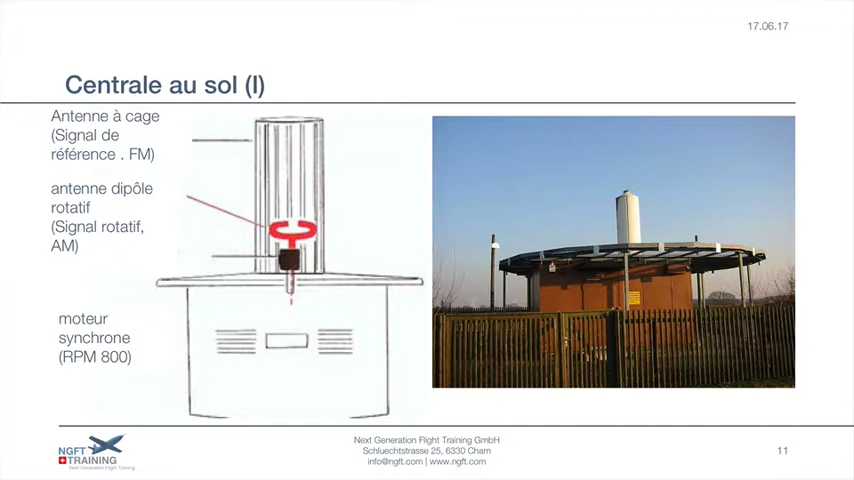 17.06.17
Centrale au sol (I)
Antenne à cage
(Signal de
référence . FM)
antenne dipôle
rotatif
(Signal rotatif,
AM)
moteur
synchrone
(RPM 800)
NGFT
TRAINING
Next Generation Flight Training
Next Generation Flight Training GmbH
Schluechtstrasse 25, 6330 Cham
info@ngft.com | www.ngft.com
11